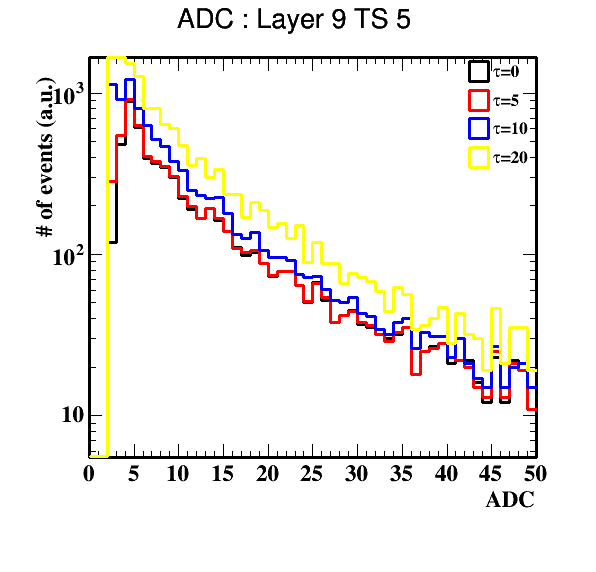 ADC : Layer 9 TS 5
# of events (a.u.)
10³
10²
10
τ=0
τ=5
τ=10
τ=20
0 5 10 15 20 25 30 35 40 45 50
ADC